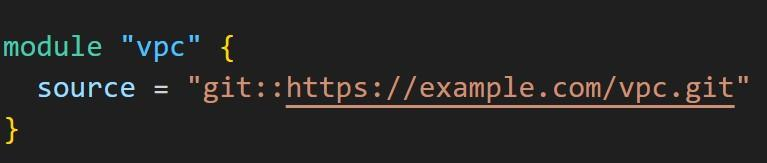 module "vpc" {
  source = "git::https://example.com/vpc.git"
}